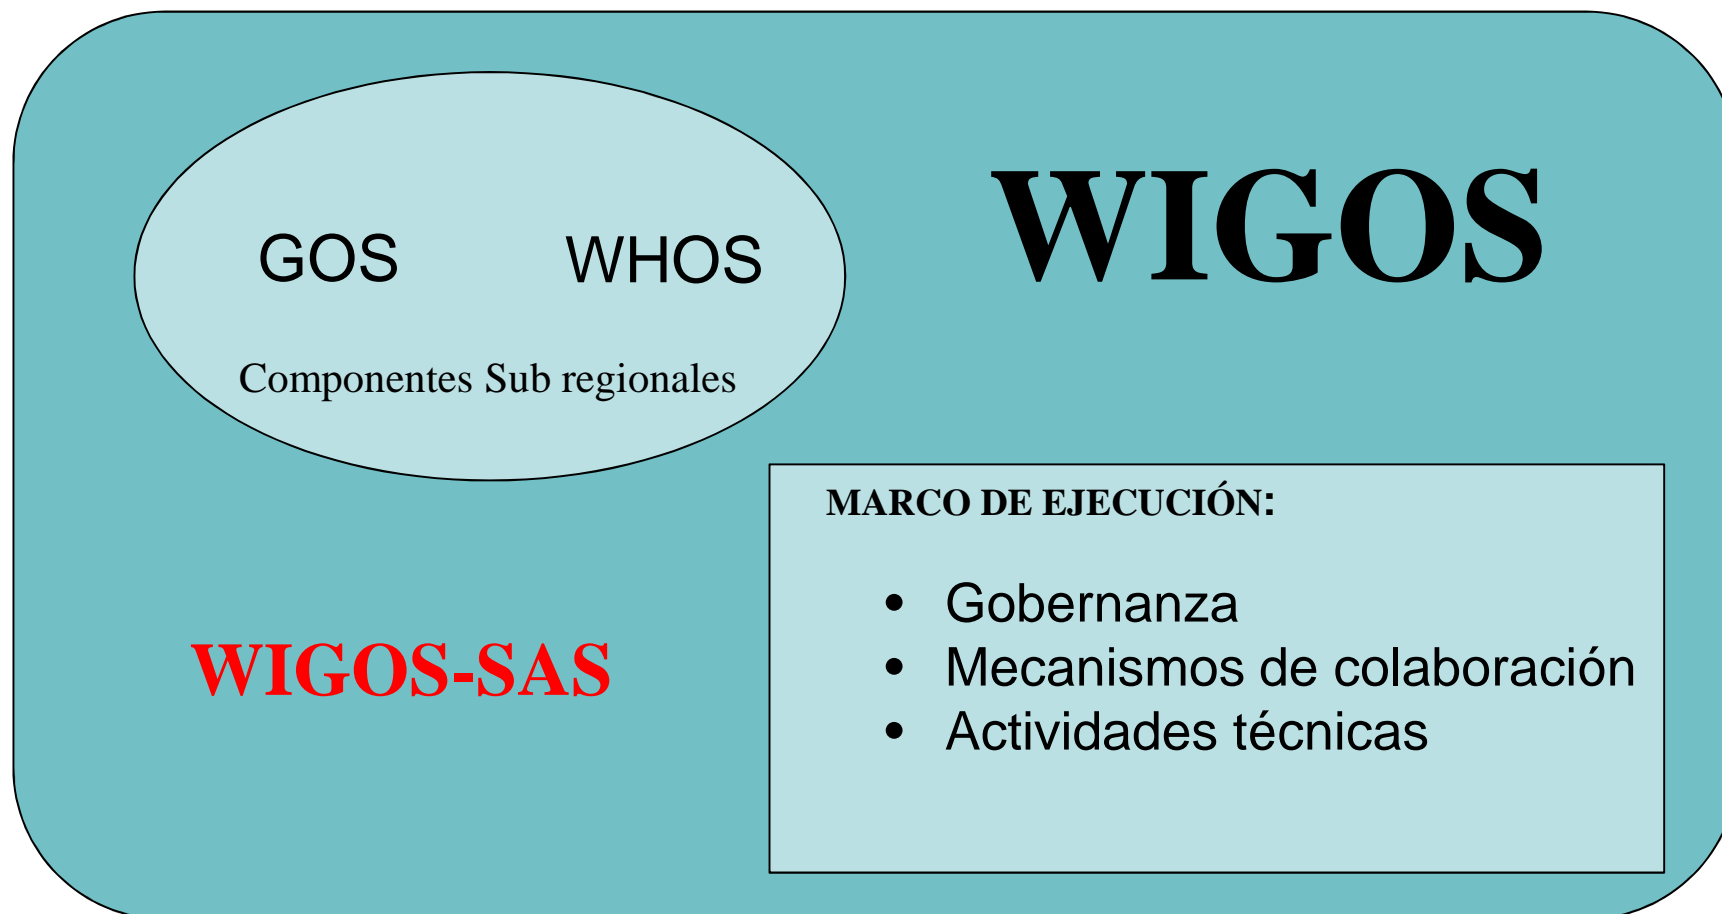 GOS WHOS
Componentes Sub regionales
WIGOS
WIGOS-SAS
MARCO DE EJECUCIÓN:
• Gobernanza
• Mecanismos de colaboración
• Actividades técnicas